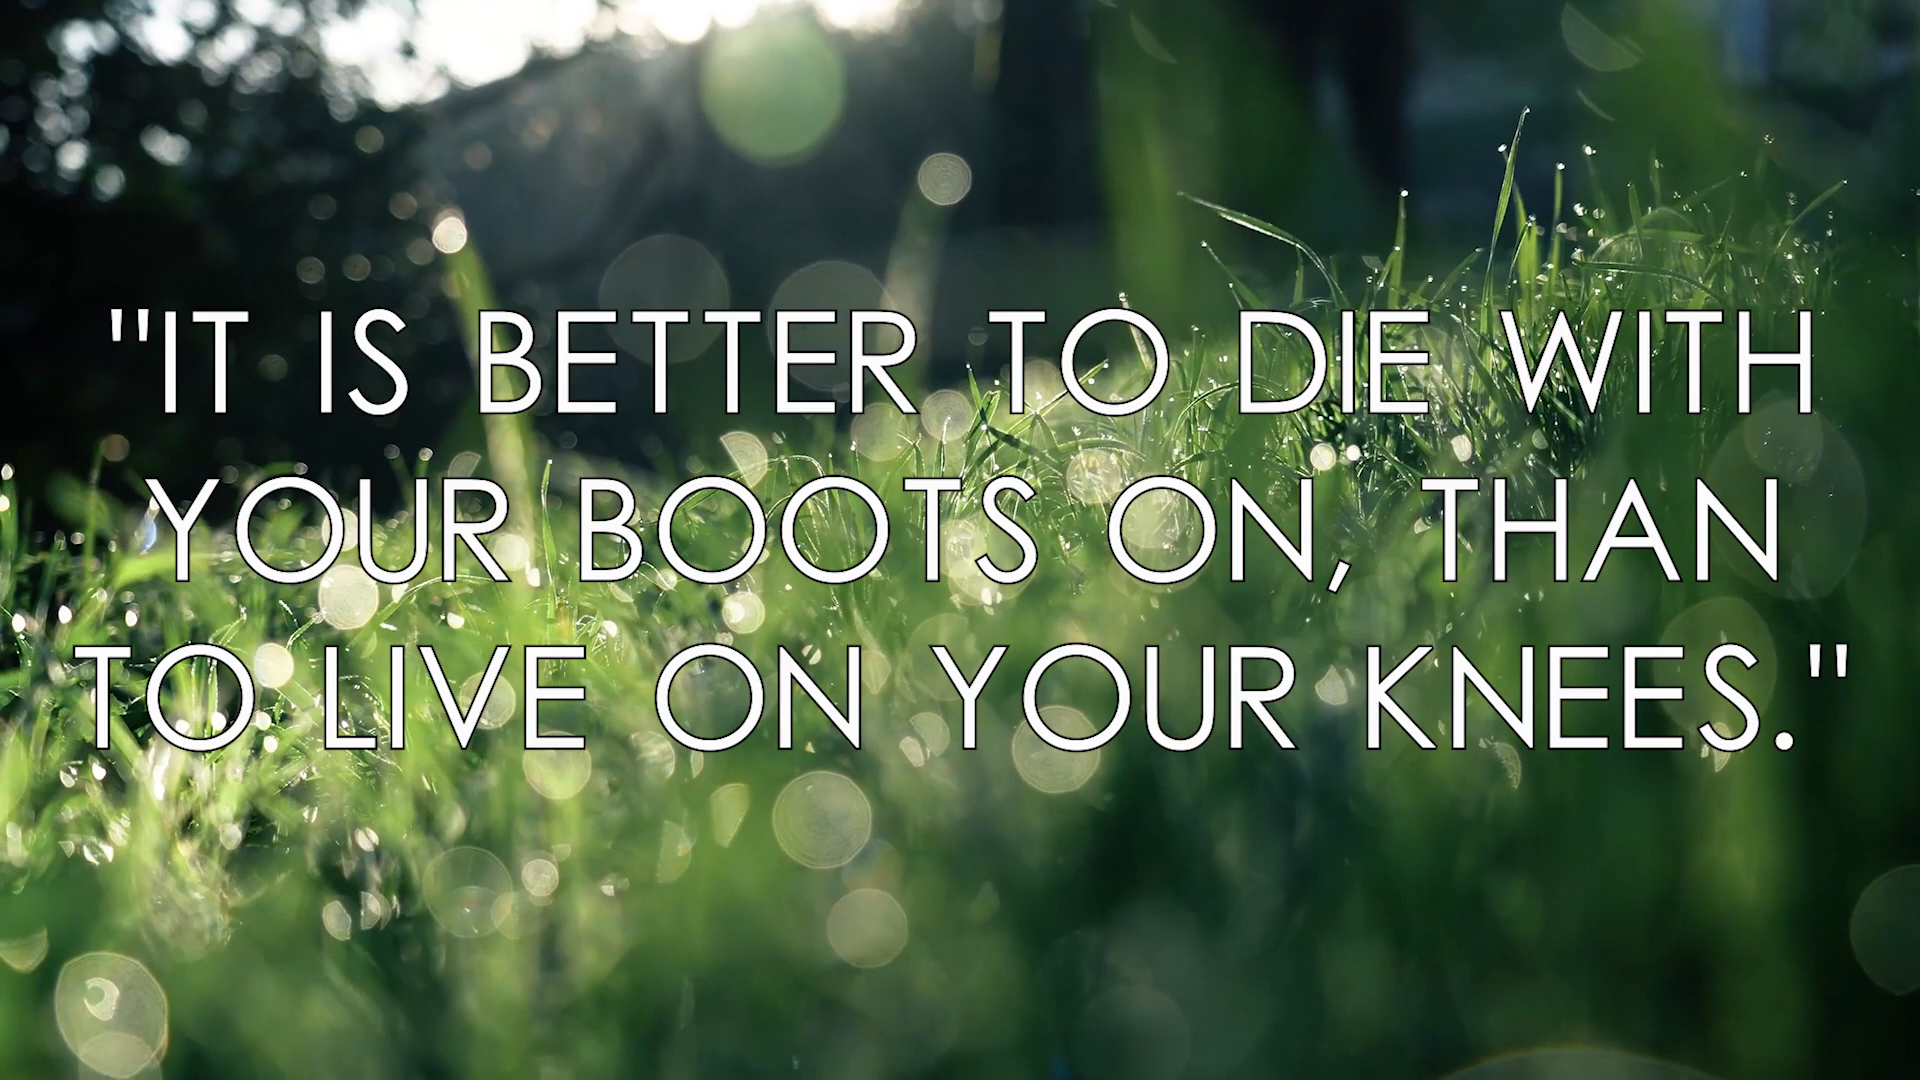 "IT IS BETTER TO DIE WITH
YOUR BOOTS ON, THAN
TO LIVE ON YOUR KNEES."